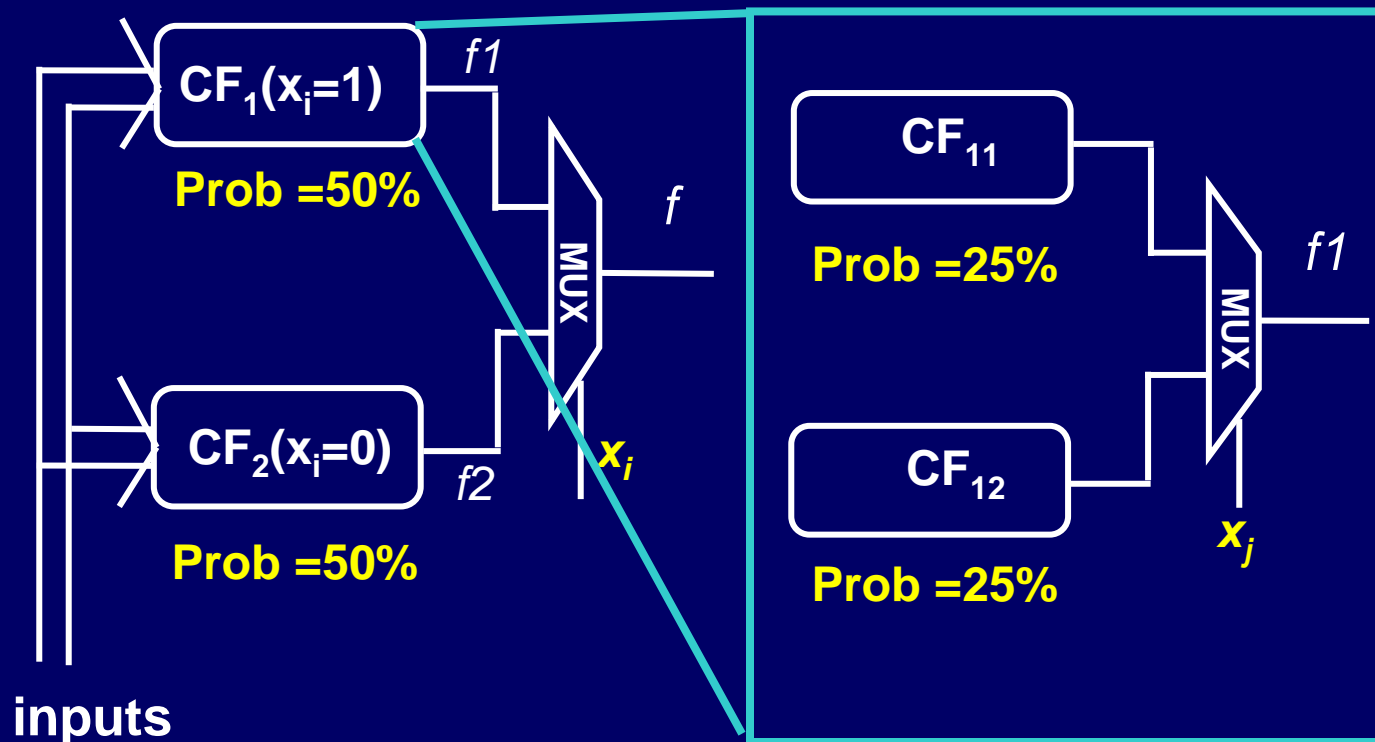 CF₁(xᵢ=1)
f1
Prob =50%
MUX
f
CF₂(xᵢ=0)
f2
xᵢ
Prob =50%
inputs
CF₁₁
Prob =25%
MUX
f1
CF₁₂
xⱼ
Prob =25%